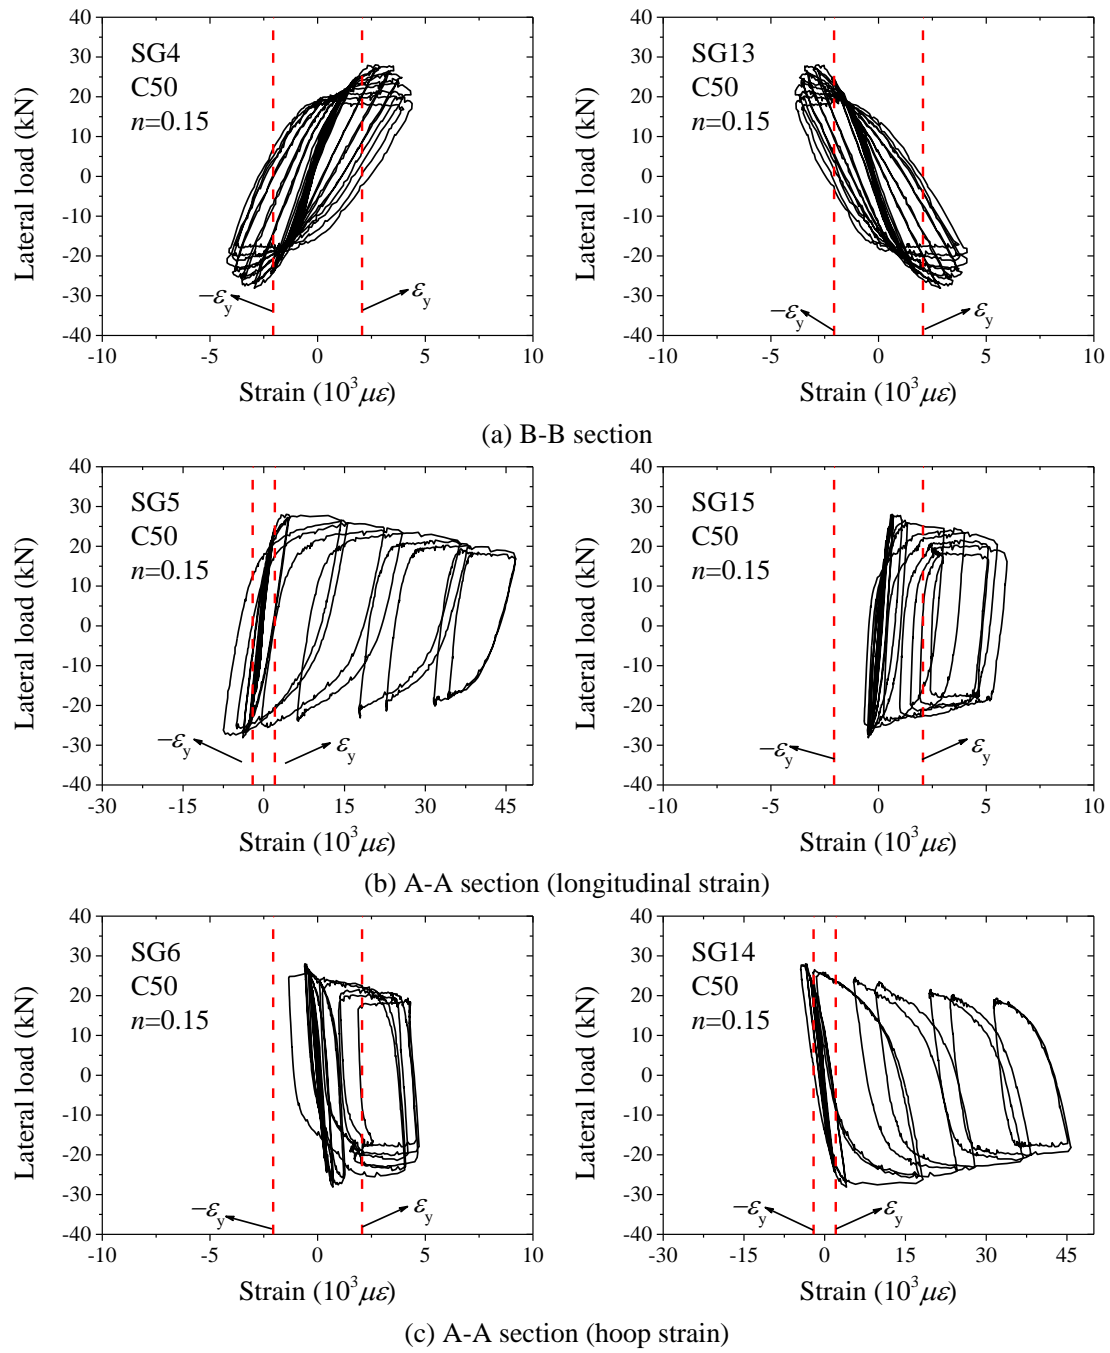 40
30
20
10
0
-10
-20
-30
-40
Lateral load (kN)
SG4
C50
n=0.15
−εy
εy
-10 -5 0 5 10
Strain (10³με)
40
30
20
10
0
-10
-20
-30
-40
Lateral load (kN)
SG13
C50
n=0.15
−εy
εy
-10 -5 0 5 10
Strain (10³με)
(a) B-B section
40
30
20
10
0
-10
-20
-30
-40
Lateral load (kN)
SG5
C50
n=0.15
−εy
εy
-30 -15 0 15 30 45
Strain (10³με)
40
30
20
10
0
-10
-20
-30
-40
Lateral load (kN)
SG15
C50
n=0.15
−εy
εy
-10 -5 0 5 10
Strain (10³με)
(b) A-A section (longitudinal strain)
40
30
20
10
0
-10
-20
-30
-40
Lateral load (kN)
SG6
C50
n=0.15
−εy
εy
-10 -5 0 5 10
Strain (10³με)
40
30
20
10
0
-10
-20
-30
-40
Lateral load (kN)
SG14
C50
n=0.15
−εy
εy
-30 -15 0 15 30 45
Strain (10³με)
(c) A-A section (hoop strain)